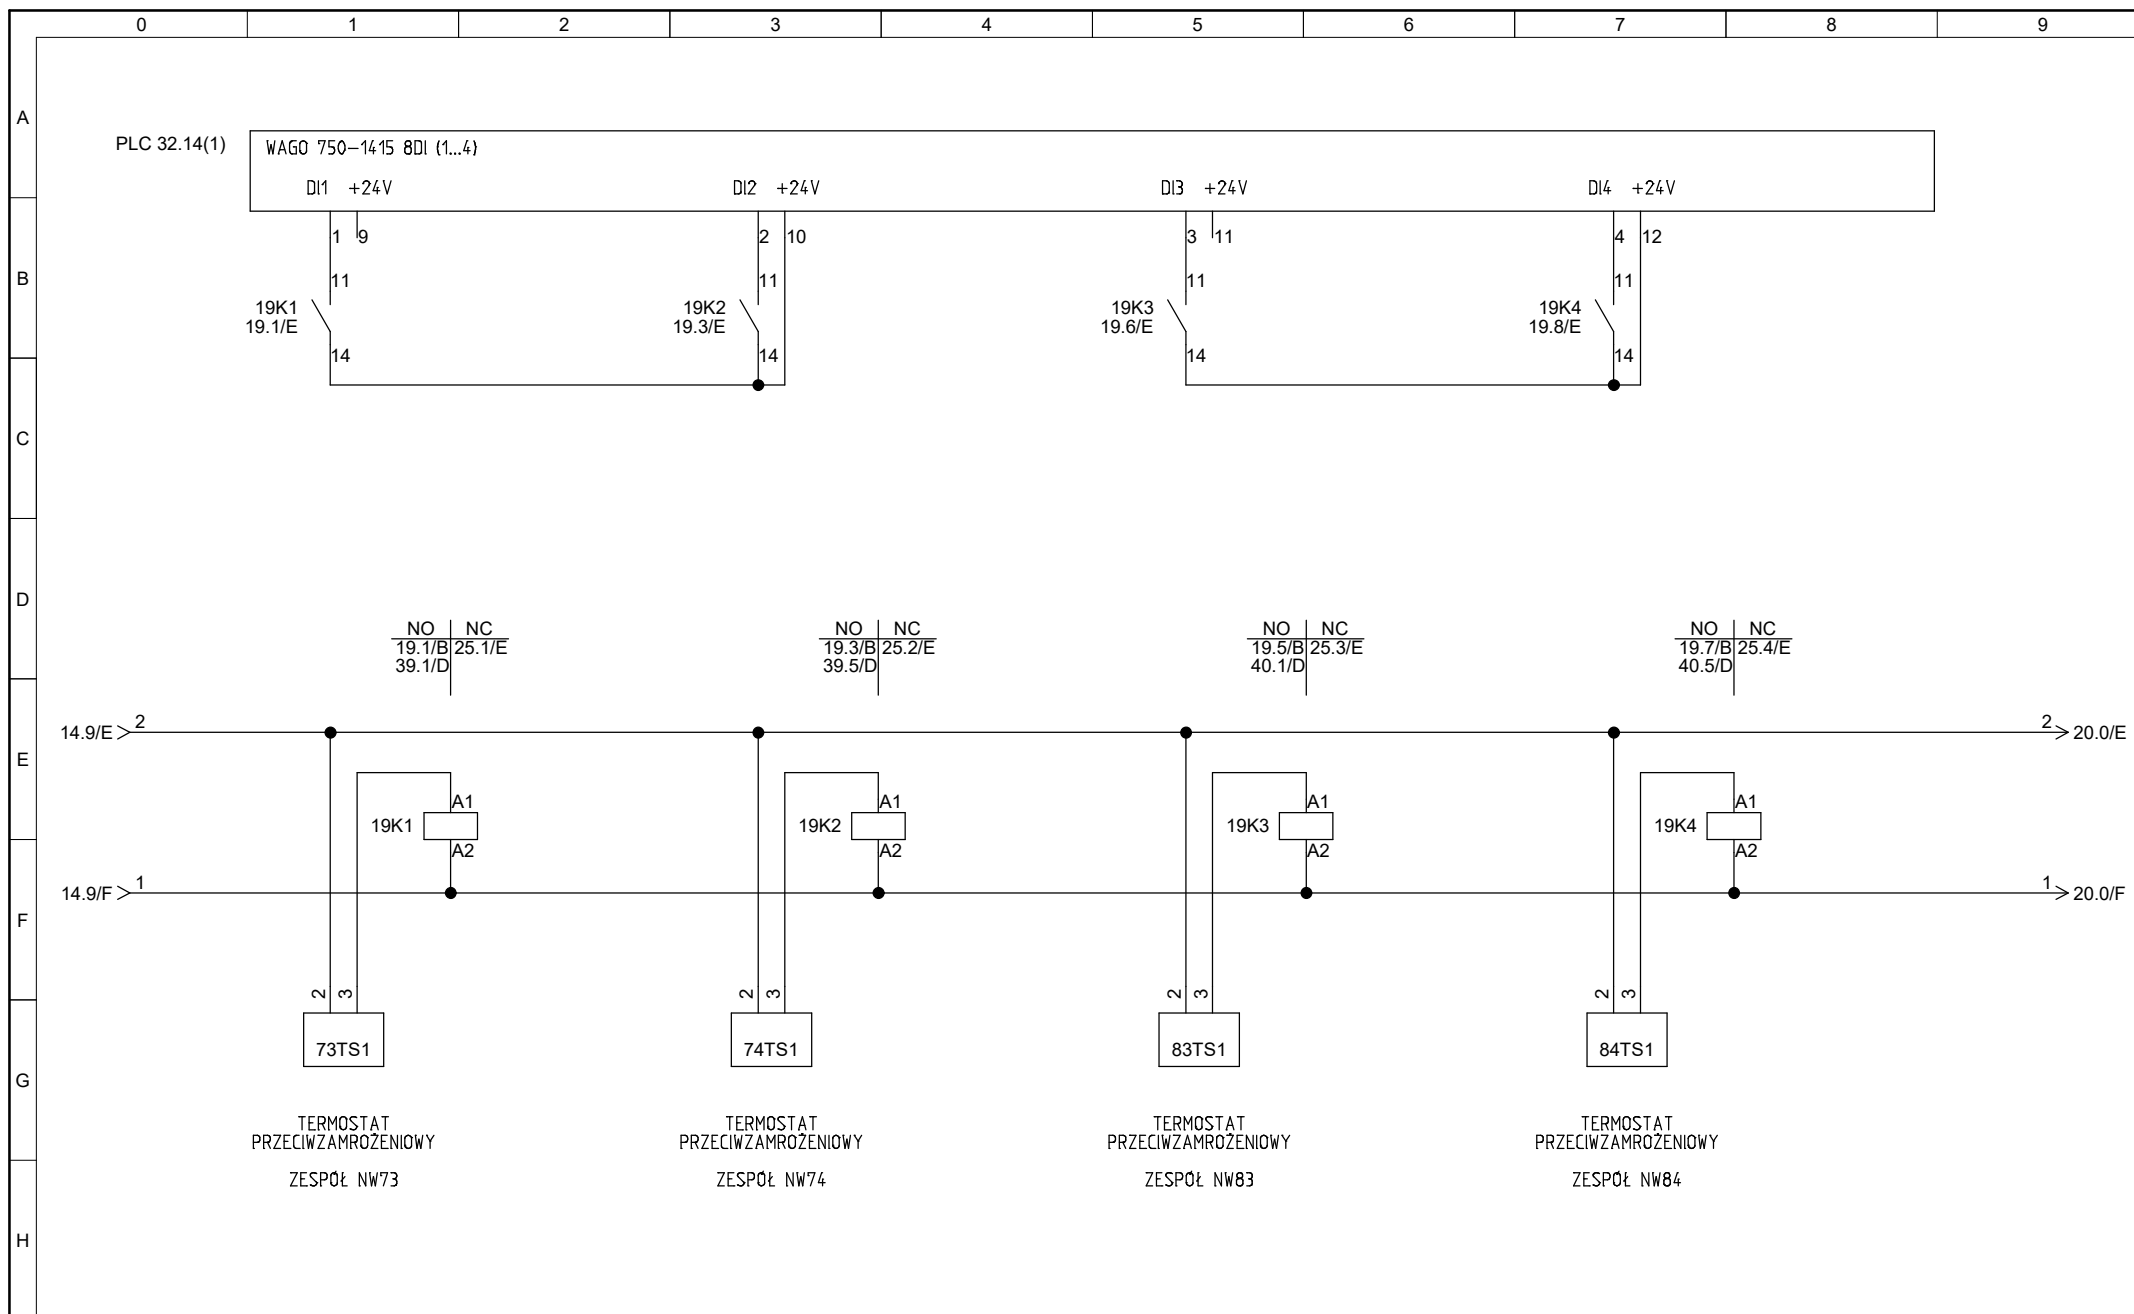 0 1 2 3 4 5 6 7 8 9
A
PLC 32.14(1) WAGO 750-1415 8DI (1...4)
DI1 +24V DI2 +24V DI3 +24V DI4 +24V
1 9 2 10 3 11 4 12
B
11 11 11 11
19K1 19K2 19K3 19K4
19.1/E 19.3/E 19.6/E 19.8/E
14 14 14 14
C
D
NO NC NO NC NO NC NO NC
19.1/B 25.1/E 19.3/B 25.2/E 19.5/B 25.3/E 19.7/B 25.4/E
39.1/D 39.5/D 40.1/D 40.5/D
14.9/E 2 2 20.0/E
E
A1 A1 A1 A1
19K1 19K2 19K3 19K4
A2 A2 A2 A2
14.9/F 1 1 20.0/F
F
2 3 2 3 2 3 2 3
73TS1 74TS1 83TS1 84TS1
G
TERMOSTAT TERMOSTAT TERMOSTAT TERMOSTAT
PRZECIWZAMROŻENIOWY PRZECIWZAMROŻENIOWY PRZECIWZAMROŻENIOWY PRZECIWZAMROŻENIOWY
ZESPÓŁ NW73 ZESPÓŁ NW74 ZESPÓŁ NW83 ZESPÓŁ NW84
H